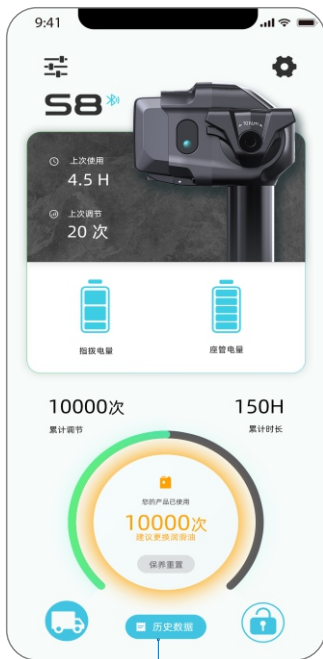 9:41
S8
上次使用
4.5 H
上次调节
20 次
指拨电量
座管电量
10000次
150H
累计调节
累计时长
您的产品已使用
10000次
建议更换润滑油
保养重置
历史数据